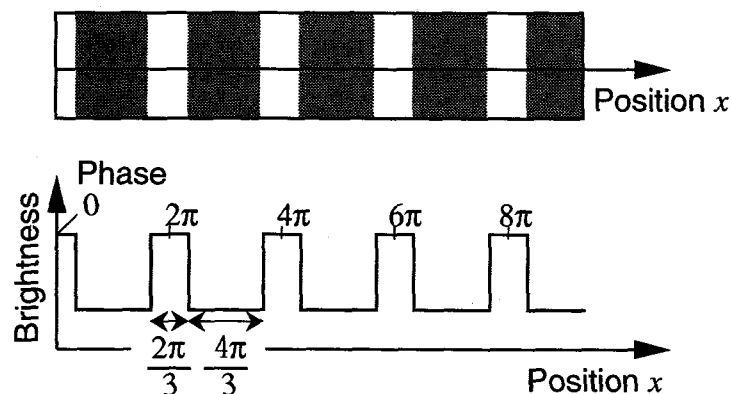 Position x
Phase
0
2π 4π 6π 8π
Brightness
2π/3 4π/3
Position x